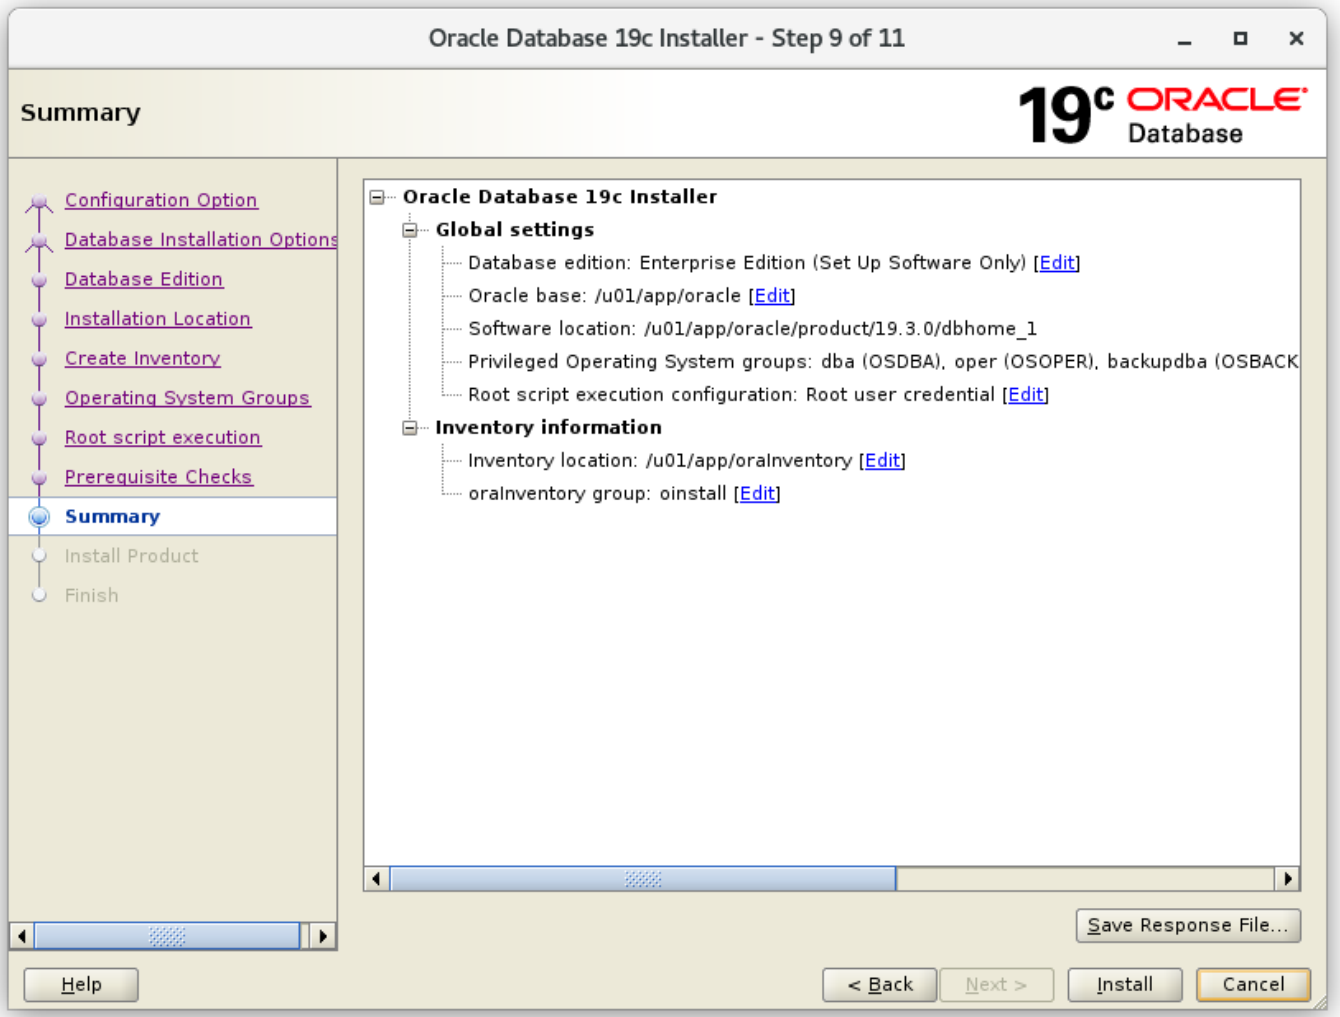 Oracle Database 19c Installer - Step 9 of 11
Summary
19c ORACLE
Database
Configuration Option
Database Installation Options
Database Edition
Installation Location
Create Inventory
Operating System Groups
Root script execution
Prerequisite Checks
Summary
Install Product
Finish
Oracle Database 19c Installer
Global settings
Database edition: Enterprise Edition (Set Up Software Only) [Edit]
Oracle base: /u01/app/oracle [Edit]
Software location: /u01/app/oracle/product/19.3.0/dbhome_1
Privileged Operating System groups: dba (OSDBA), oper (OSOPER), backupdba (OSBACK
Root script execution configuration: Root user credential [Edit]
Inventory information
Inventory location: /u01/app/oraInventory [Edit]
oraInventory group: oinstall [Edit]
Save Response File...
Help
< Back
Next >
Install
Cancel